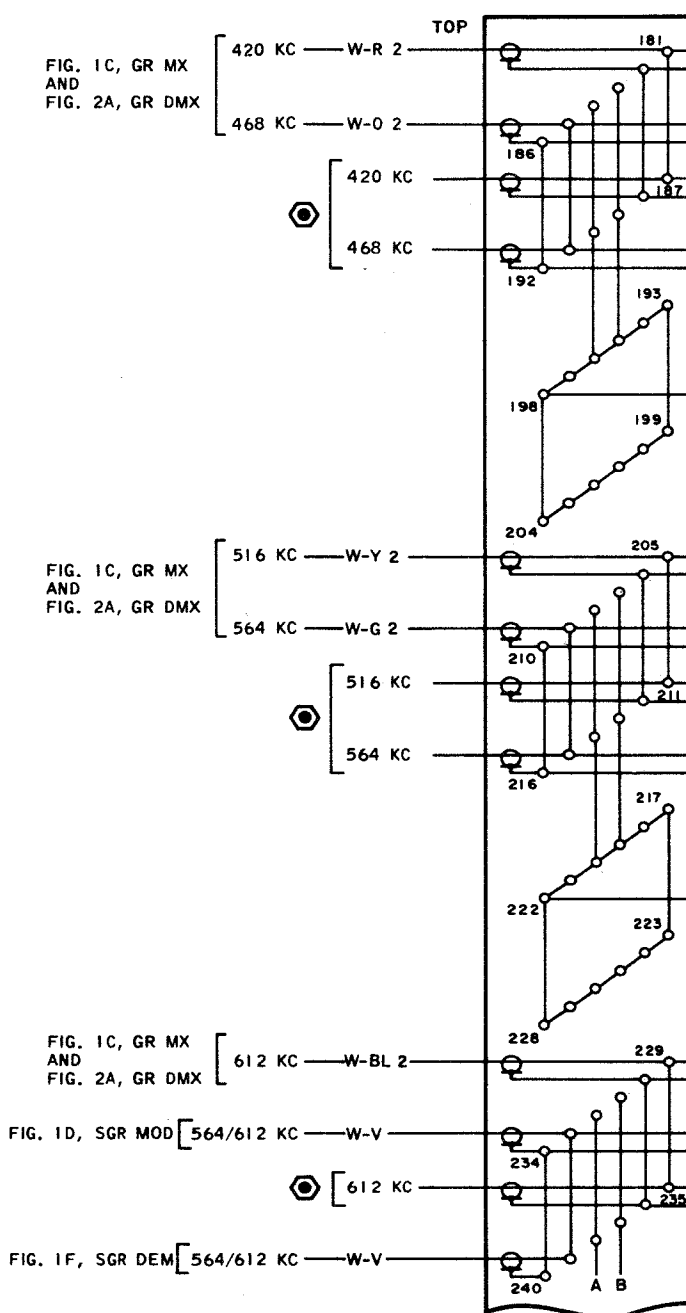 TOP
420 KC W-R 2 181
FIG. 1C, GR MX
AND
FIG. 2A, GR DMX
468 KC W-O 2
186
420 KC 187
468 KC
192
193
198
199
204
516 KC W-Y 2 205
FIG. 1C, GR MX
AND
FIG. 2A, GR DMX
564 KC W-G 2
210
516 KC 211
564 KC
216
217
222
223
228
FIG. 1C, GR MX
AND
FIG. 2A, GR DMX
612 KC W-BL 2 229
FIG. 1D, SGR MOD 564/612 KC W-V
234
612 KC 235
FIG. 1F, SGR DEM 564/612 KC W-V
240 A B